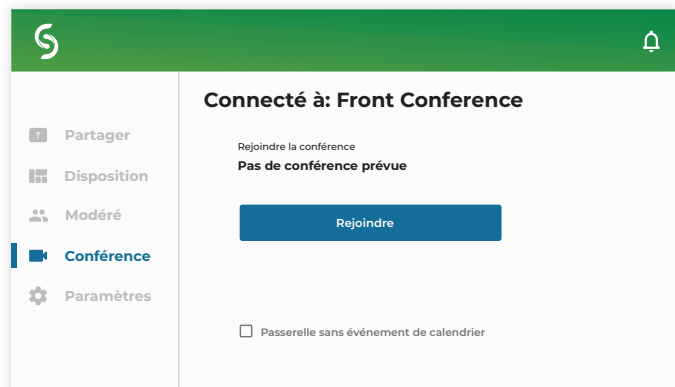 Connecté à: Front Conference
Partager
Disposition
Modéré
Conférence
Paramètres
Rejoindre la conférence
Pas de conférence prévue
Rejoindre
Passerelle sans événement de calendrier